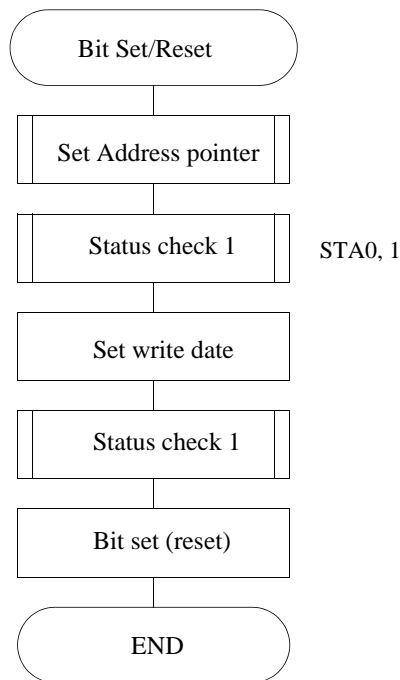 Bit Set/Reset
Set Address pointer
Status check 1
STA0, 1
Set write date
Status check 1
Bit set (reset)
END